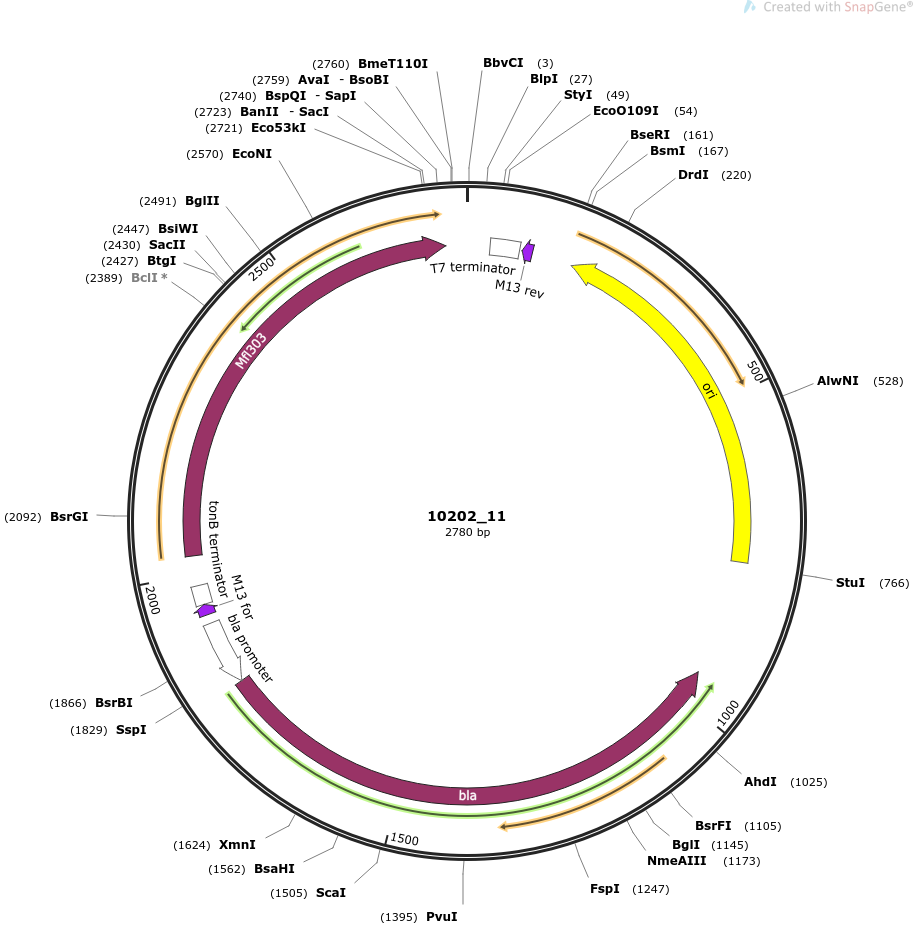 Created with SnapGene®
(2760) BmeT110I
(2759) AvaI - BsoBI
(2740) BspQI - SapI
(2723) BanII - SacI
(2721) Eco53kI
(2570) EcoNI
(2491) BglII
(2447) BsiWI
(2430) SacII
(2427) BtgI
(2389) BclI *
(2092) BsrGI
(1866) BsrBI
(1829) SspI
(1624) XmnI
(1562) BsaHI
(1505) ScaI
(1395) PvuI
BbvCI (3)
BlpI (27)
StyI (49)
EcoO109I (54)
BseRI (161)
BsmI (167)
DrdI (220)
AlwNI (528)
StuI (766)
AhdI (1025)
BsrFI (1105)
BglI (1145)
NmeAIII (1173)
FspI (1247)
500
1000
1500
2000
2500
T7 terminator
M13 rev
ori
bla
bla promoter
M13 for
tonB terminator
Mfl303
10202_11
2780 bp